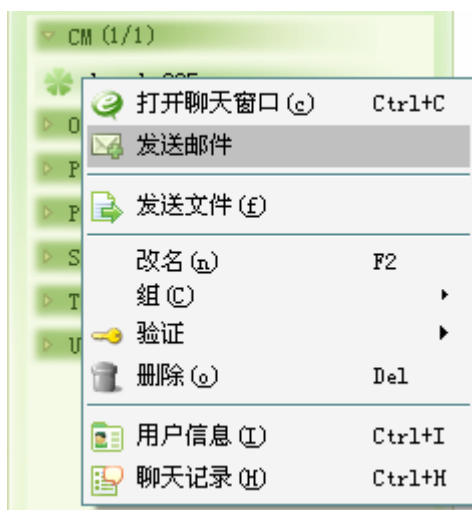 CM (1/1)
打开聊天窗口(c) Ctrl+C
O
发送邮件
P
P
发送文件(f)
S
改名(n) F2
T
组(C)
U
验证
删除(o) Del
用户信息(I) Ctrl+I
聊天记录(H) Ctrl+H